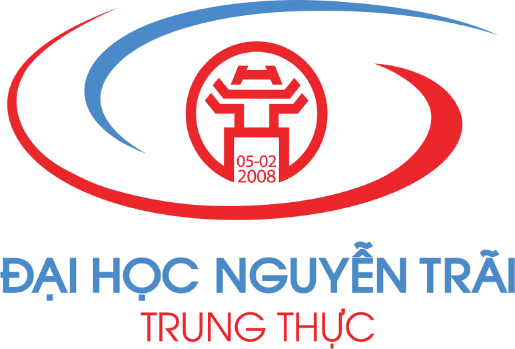 05-02
2008
ĐẠI HỌC NGUYỄN TRÃI
TRUNG THỰC